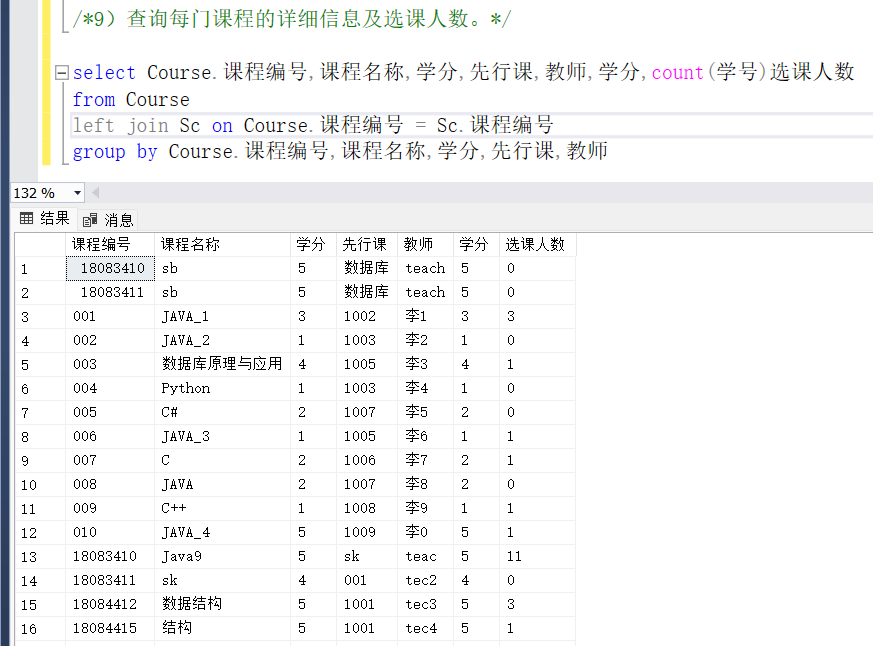 /*9）查询每门课程的详细信息及选课人数。*/
select Course.课程编号,课程名称,学分,先行课,教师,学分,count(学号)选课人数
from Course
left join Sc on Course.课程编号 = Sc.课程编号
group by Course.课程编号,课程名称,学分,先行课,教师
132 %
结果 消息
课程编号 课程名称 学分 先行课 教师 学分 选课人数
1 18083410 sb 5 数据库 teach 5 0
2 18083411 sb 5 数据库 teach 5 0
3 001 JAVA_1 3 1002 李1 3 3
4 002 JAVA_2 1 1003 李2 1 0
5 003 数据库原理与应用 4 1005 李3 4 1
6 004 Python 1 1003 李4 1 0
7 005 C# 2 1007 李5 2 0
8 006 JAVA_3 1 1005 李6 1 1
9 007 C 2 1006 李7 2 1
10 008 JAVA 2 1007 李8 2 0
11 009 C++ 1 1008 李9 1 1
12 010 JAVA_4 5 1009 李0 5 1
13 18083410 Java9 5 sk teac 5 11
14 18083411 sk 4 001 tec2 4 0
15 18084412 数据结构 5 1001 tec3 5 3
16 18084415 结构 5 1001 tec4 5 1